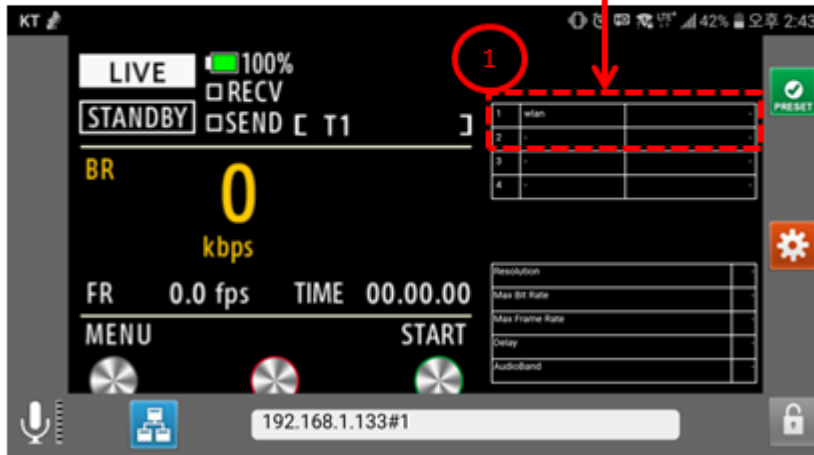 KT
HD LTE 42% 오후 2:43
1
LIVE 100%
RECV
STANDBY SEND [ T1 ]
BR
0
kbps
FR 0.0 fps TIME 00.00.00
MENU START
1 wlan -
2 - -
3 - -
4 - -
Resolution -
Max Bit Rate -
Max Frame Rate -
Delay -
AudioBand -
PRESET
192.168.1.133#1